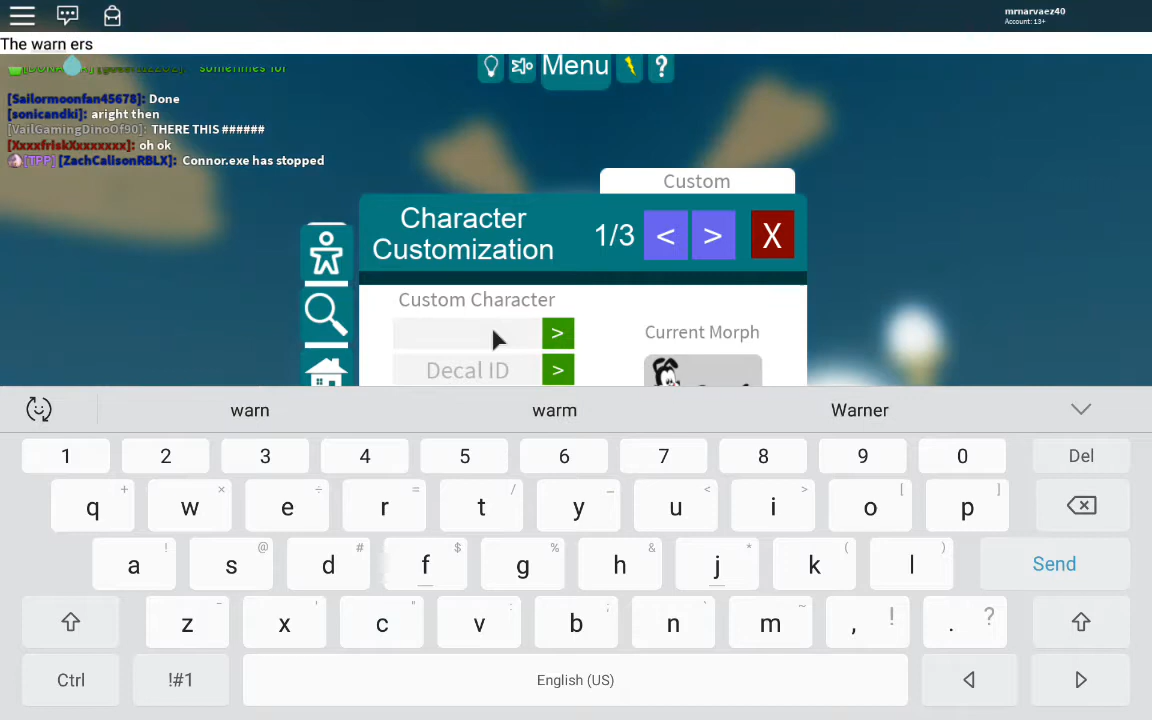 mrnarvaez40
Account: 13+
The warn ers
sometimes for
[Sailormoonfan45678]: Done
[sonicandki]: aright then
[VailGamingDinoOf90]: THERE THIS ######
[XxxxfriskXxxxxxxx]: oh ok
[TPP] [ZachCalisonRBLX]: Connor.exe has stopped
Menu
?
Custom
Character
Customization
1/3
<
>
X
Custom Character
>
Decal ID
>
Current Morph
warn
warm
Warner
1 2 3 4 5 6 7 8 9 0 Del
q + w × e ÷ r = t / y _ u < i > o [ p ]
a ! s @ d # f $ g % h & j * k ( l ) Send
z - x ' c " v : b ; n ` m ~ , ! . ?
Ctrl
!#1
English (US)